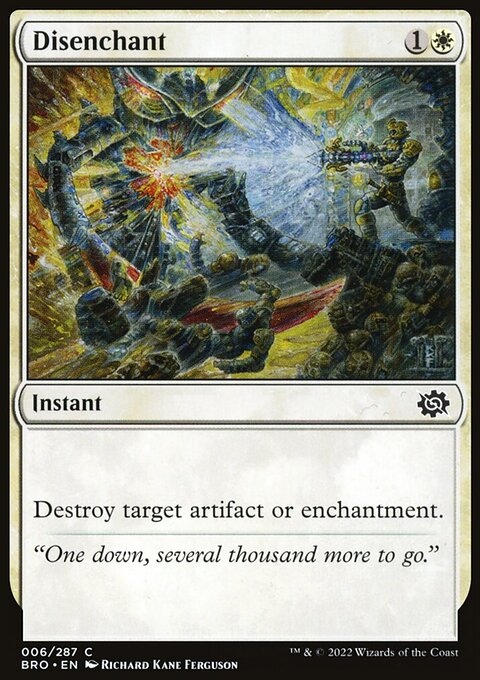 Disenchant 1
Instant
Destroy target artifact or enchantment.
“One down, several thousand more to go.”
006/287 C
BRO • EN Richard Kane Ferguson
™ & © 2022 Wizards of the Coast